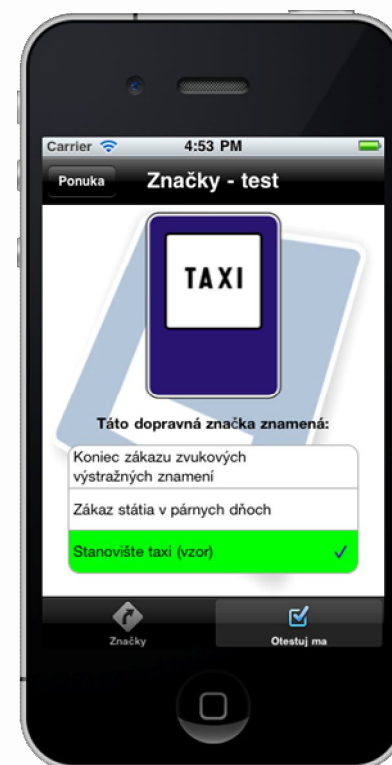 Carrier 4:53 PM
Ponuka Značky - test
TAXI
Táto dopravná značka znamená:
Koniec zákazu zvukových
výstražných znamení
Zákaz státia v párnych dňoch
Stanovište taxi (vzor)
Značky Otestuj ma